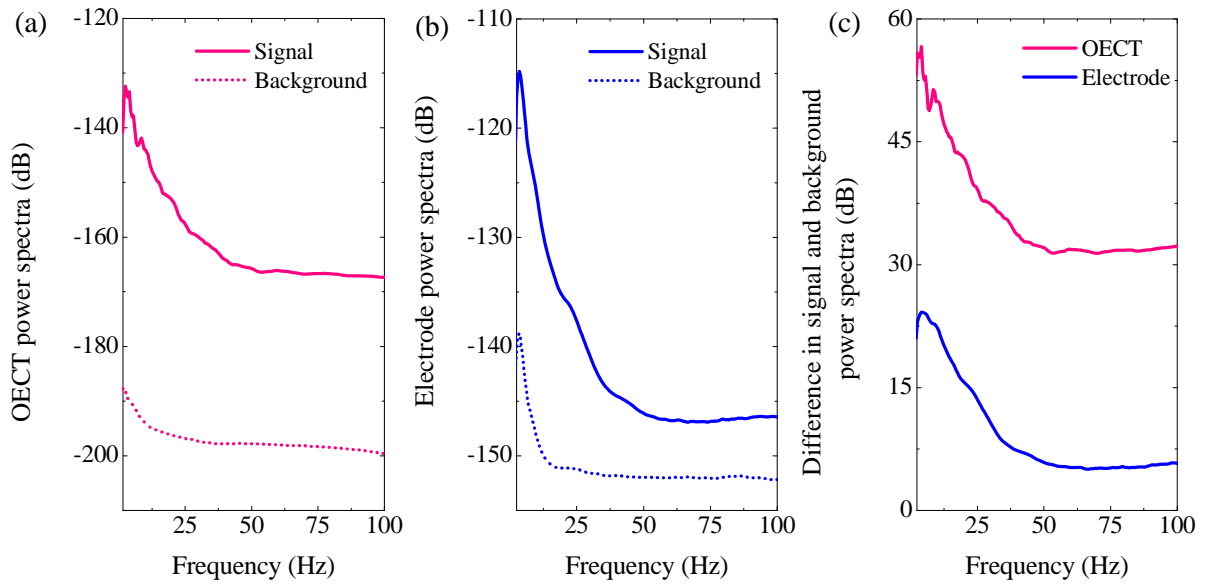 (a)
-120
-140
-160
-180
-200
OECT power spectra (dB)
Signal
Background
25 50 75 100
Frequency (Hz)
(b)
-110
-120
-130
-140
-150
Electrode power spectra (dB)
Signal
Background
25 50 75 100
Frequency (Hz)
(c)
60
45
30
15
0
Difference in signal and background
power spectra (dB)
OECT
Electrode
25 50 75 100
Frequency (Hz)